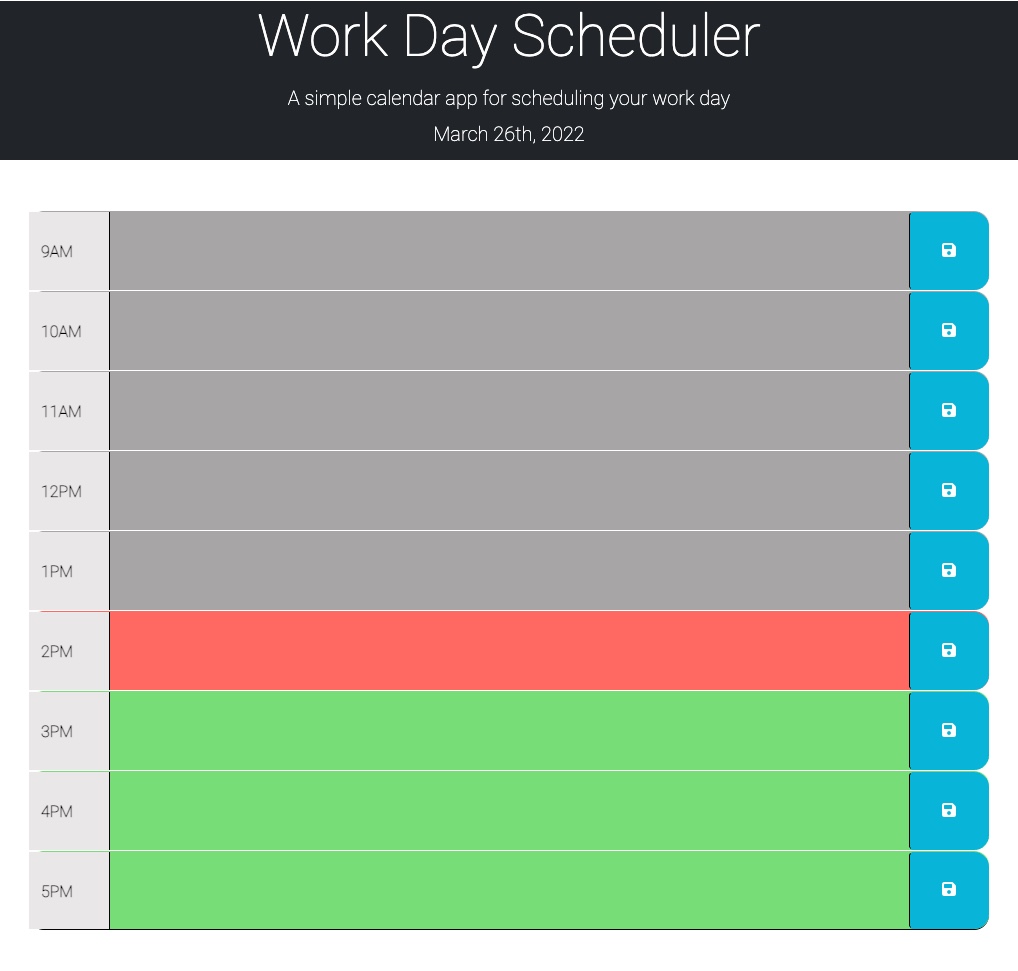 Work Day Scheduler
A simple calendar app for scheduling your work day
March 26th, 2022
9AM
10AM
11AM
12PM
1PM
2PM
3PM
4PM
5PM